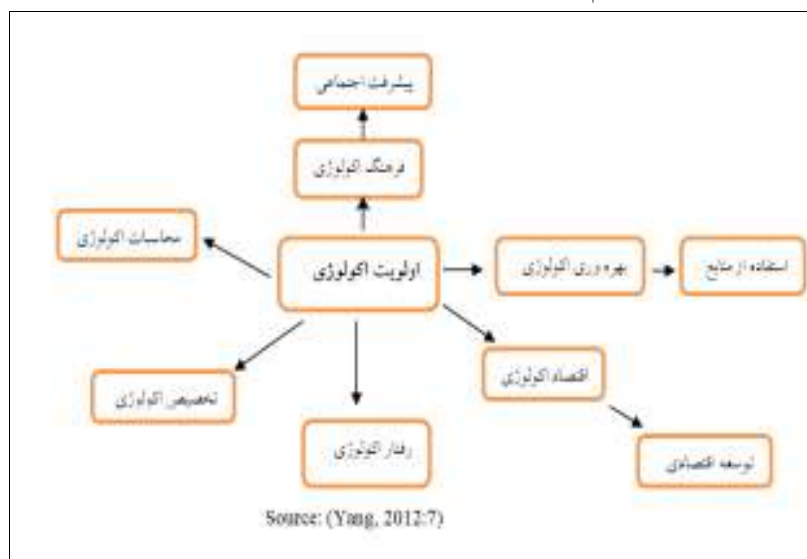 پیشرفت اجتماعی
فرهنگ اکولوژی
محاسبات اکولوژی
اولویت اکولوژی
بهره وری اکولوژی
استفاده از منابع
تخصیص اکولوژی
رفتار اکولوژی
اقتصاد اکولوژی
توسعه اقتصادی
Source: (Yang, 2012:7)